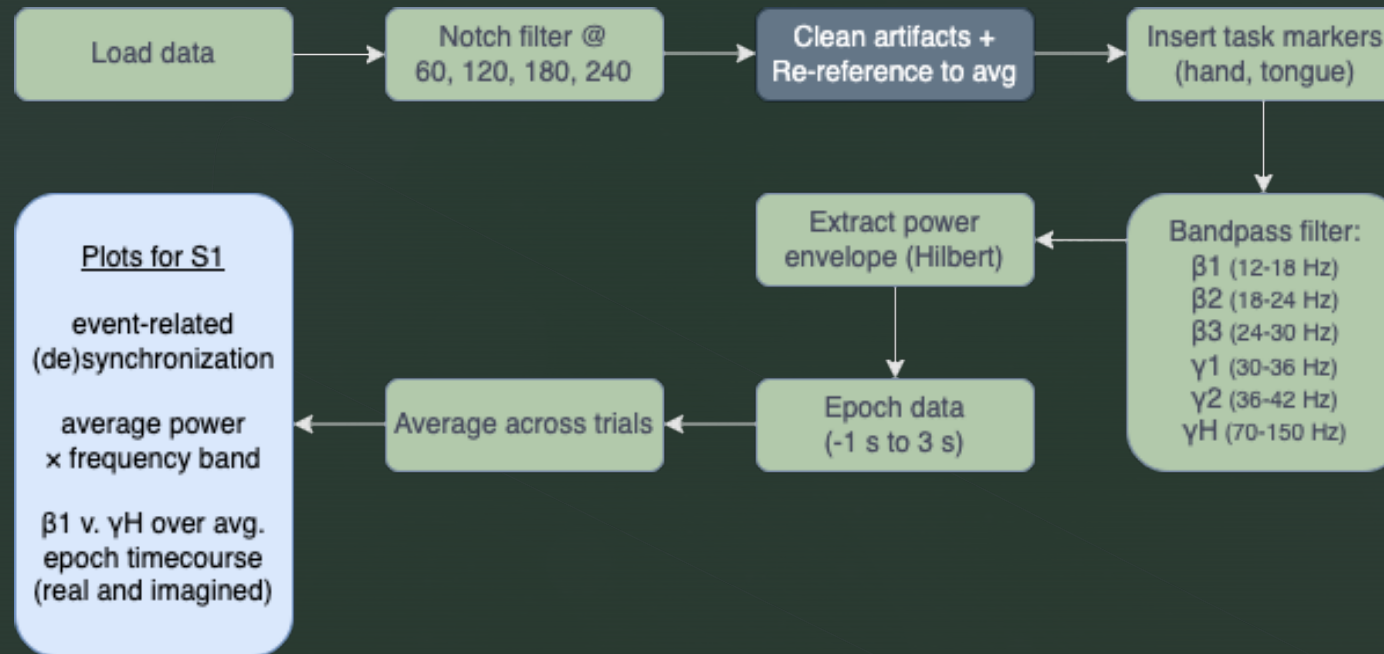 Load data
Notch filter @
60, 120, 180, 240
Clean artifacts +
Re-reference to avg
Insert task markers
(hand, tongue)
Bandpass filter:
β1 (12-18 Hz)
β2 (18-24 Hz)
β3 (24-30 Hz)
γ1 (30-36 Hz)
γ2 (36-42 Hz)
γH (70-150 Hz)
Extract power
envelope (Hilbert)
Epoch data
(-1 s to 3 s)
Average across trials
Plots for S1
event-related
(de)synchronization
average power
× frequency band
β1 v. γH over avg.
epoch timecourse
(real and imagined)